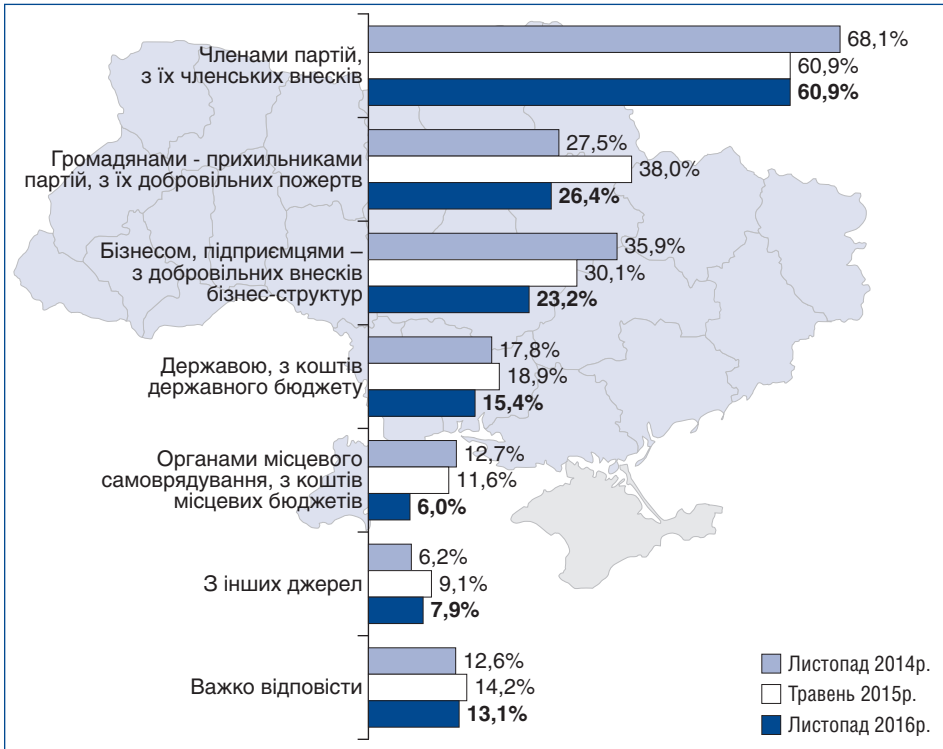 Членами партій,
з їх членських внесків
68,1%
60,9%
60,9%
Громадянами - прихильниками
партій, з їх добровільних пожертв
27,5%
38,0%
26,4%
Бізнесом, підприємцями –
з добровільних внесків
бізнес-структур
35,9%
30,1%
23,2%
Державою, з коштів
державного бюджету
17,8%
18,9%
15,4%
Органами місцевого
самоврядування, з коштів
місцевих бюджетів
12,7%
11,6%
6,0%
З інших джерел
6,2%
9,1%
7,9%
Важко відповісти
12,6%
14,2%
13,1%
Листопад 2014р.
Травень 2015р.
Листопад 2016р.